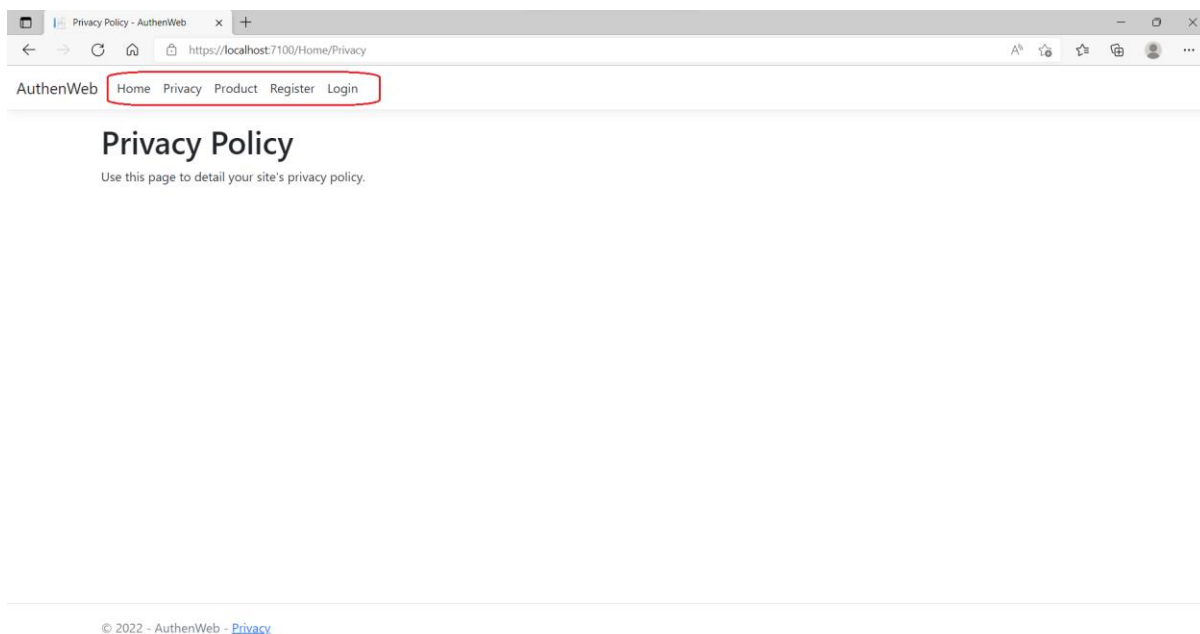 Privacy Policy - AuthenWeb
https://localhost:7100/Home/Privacy
AuthenWeb Home Privacy Product Register Login
Privacy Policy
Use this page to detail your site's privacy policy.
© 2022 - AuthenWeb - Privacy